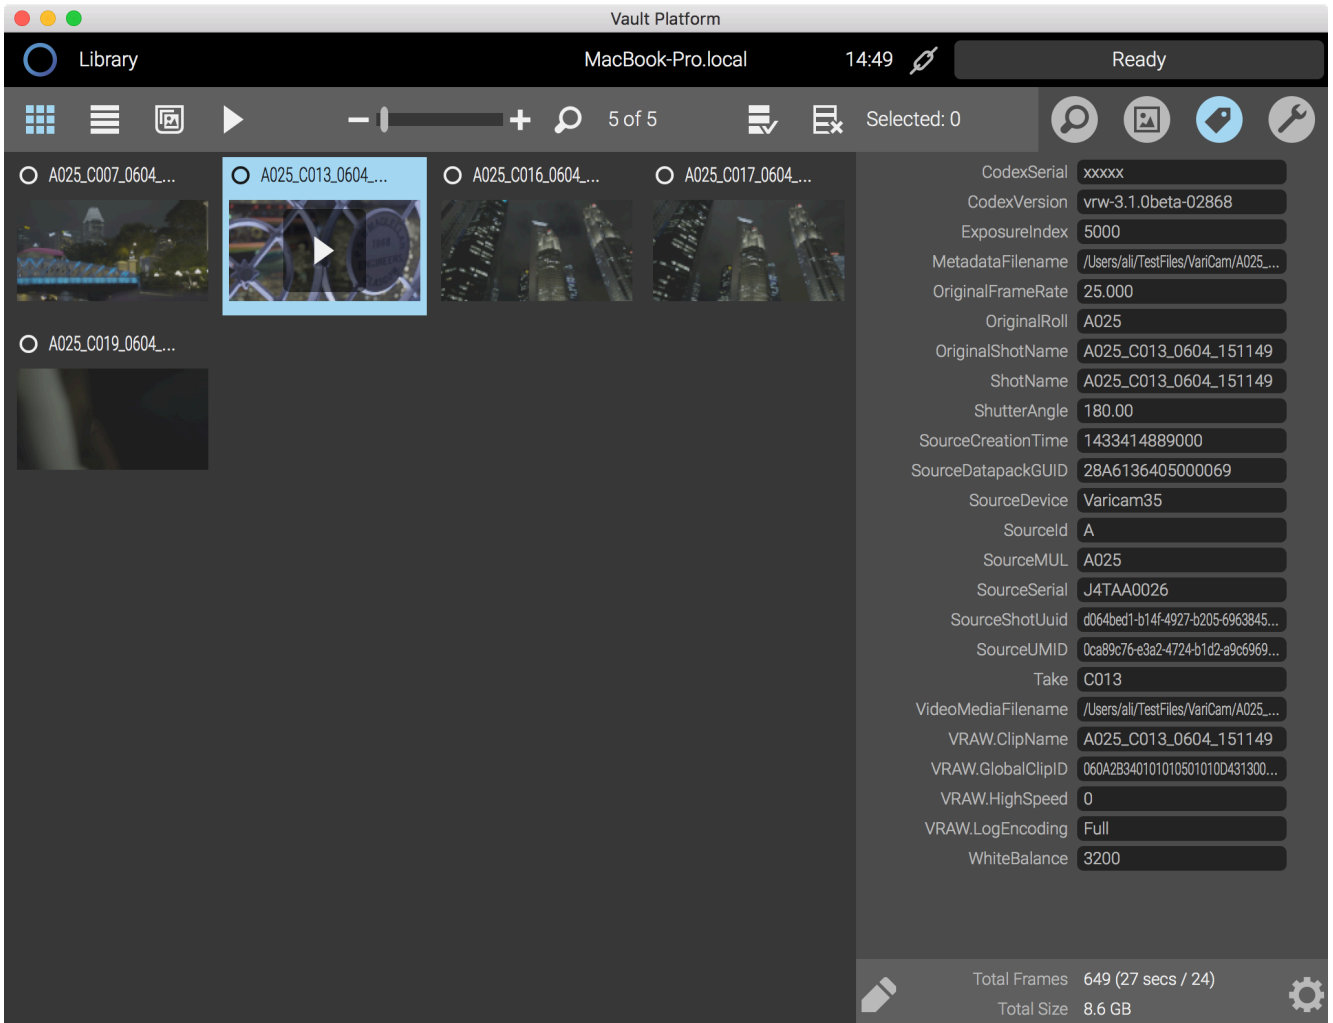 Vault Platform
Library
MacBook-Pro.local
14:49
Ready
5 of 5
Selected: 0
A025_C007_0604_...
A025_C013_0604_...
A025_C016_0604_...
A025_C017_0604_...
A025_C019_0604_...
CodexSerial xxxxx
CodexVersion vrw-3.1.0beta-02868
ExposureIndex 5000
MetadataFilename /Users/ali/TestFiles/VariCam/A025_...
OriginalFrameRate 25.000
OriginalRoll A025
OriginalShotName A025_C013_0604_151149
ShotName A025_C013_0604_151149
ShutterAngle 180.00
SourceCreationTime 1433414889000
SourceDatapackGUID 28A6136405000069
SourceDevice Varicam35
SourceId A
SourceMUL A025
SourceSerial J4TAA0026
SourceShotUuid d064bed1-b14f-4927-b205-6963845...
SourceUMID 0ca89c76-e3a2-4724-b1d2-a9c6969...
Take C013
VideoMediaFilename /Users/ali/TestFiles/VariCam/A025_...
VRAW.ClipName A025_C013_0604_151149
VRAW.GlobalClipID 060A2B340101010501010D431300...
VRAW.HighSpeed 0
VRAW.LogEncoding Full
WhiteBalance 3200
Total Frames 649 (27 secs / 24)
Total Size 8.6 GB